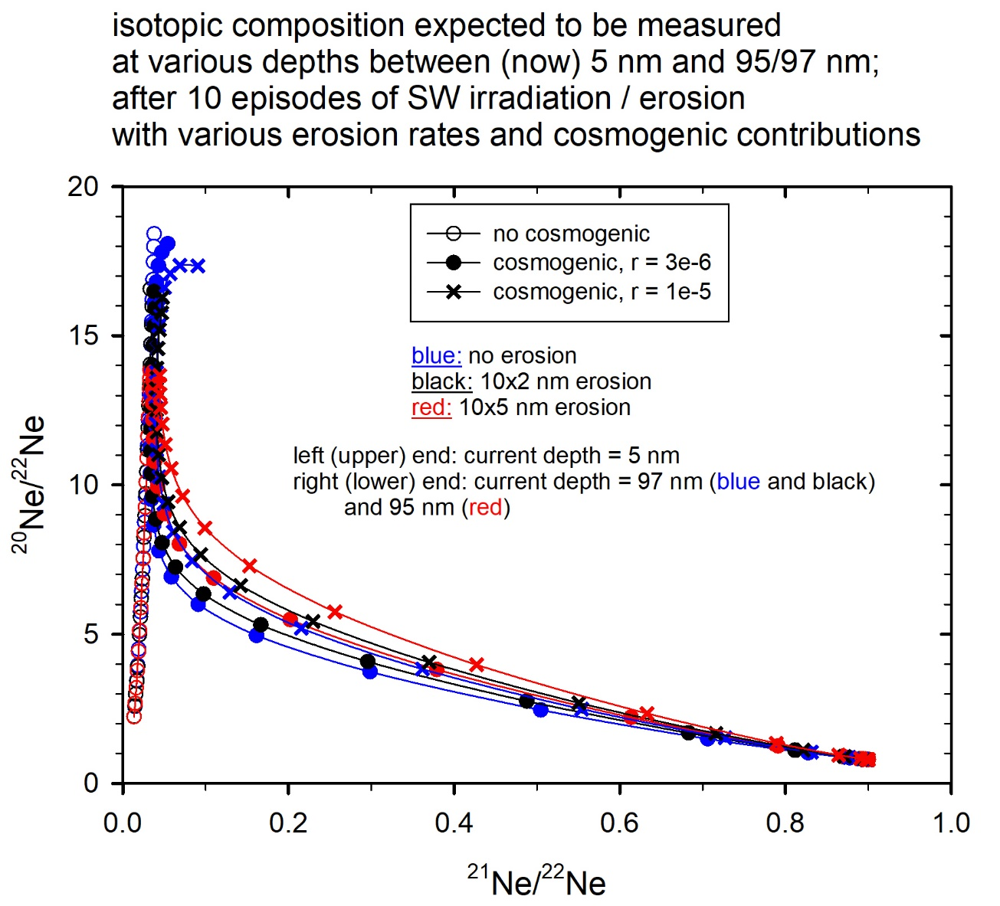 isotopic composition expected to be measured
at various depths between (now) 5 nm and 95/97 nm;
after 10 episodes of SW irradiation / erosion
with various erosion rates and cosmogenic contributions
20
15
10
5
0
²⁰Ne/²²Ne
no cosmogenic
cosmogenic, r = 3e-6
cosmogenic, r = 1e-5
blue: no erosion
black: 10x2 nm erosion
red: 10x5 nm erosion
left (upper) end: current depth = 5 nm
right (lower) end: current depth = 97 nm (blue and black)
and 95 nm (red)
0.0 0.2 0.4 0.6 0.8 1.0
²¹Ne/²²Ne